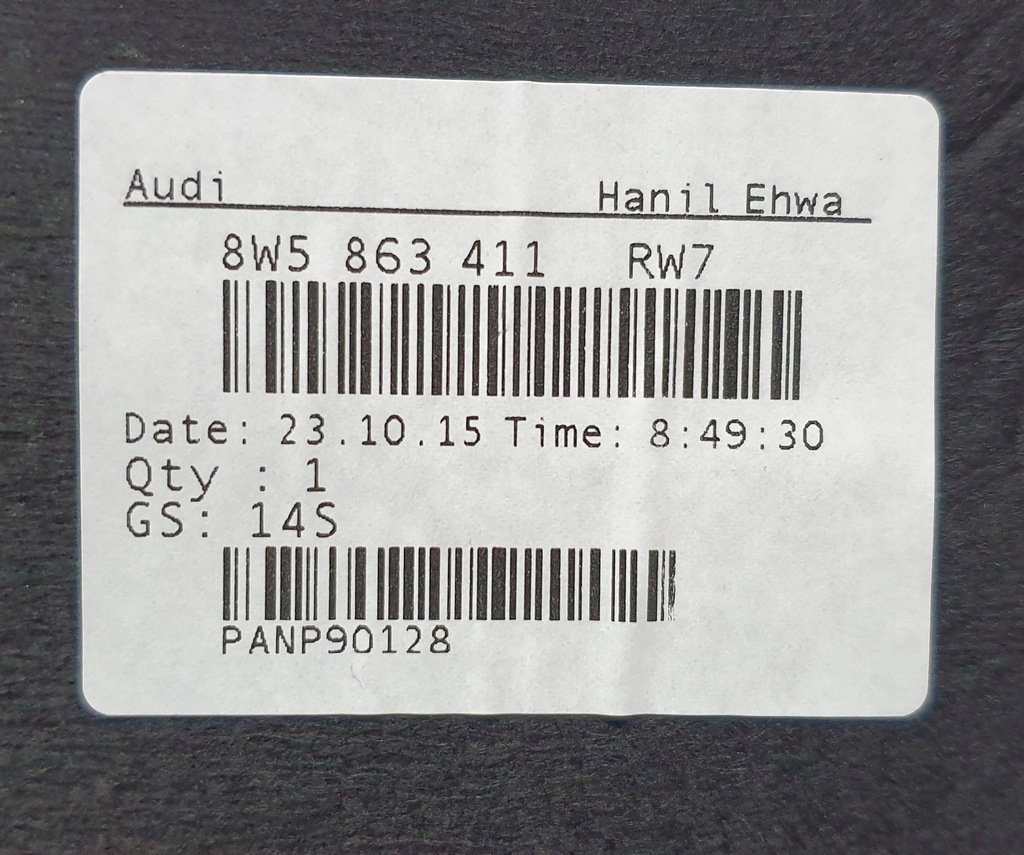 Audi Hanil Ehwa
8W5 863 411 RW7
Date: 23.10.15 Time: 8:49:30
Qty : 1
GS: 14S
PANP90128